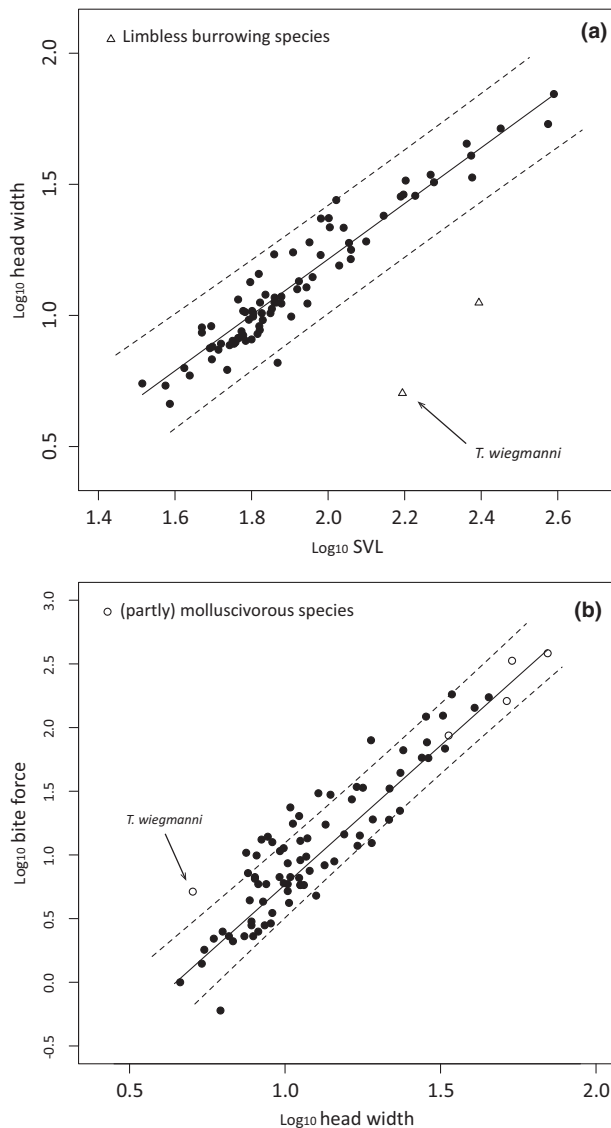 (a)
△ Limbless burrowing species
2.0
1.5
1.0
0.5
Log10 head width
T. wiegmanni
1.4 1.6 1.8 2.0 2.2 2.4 2.6
Log10 SVL
(b)
○ (partly) molluscivorous species
3.0
2.5
2.0
1.5
1.0
0.5
0.0
-0.5
Log10 bite force
T. wiegmanni
0.5 1.0 1.5 2.0
Log10 head width